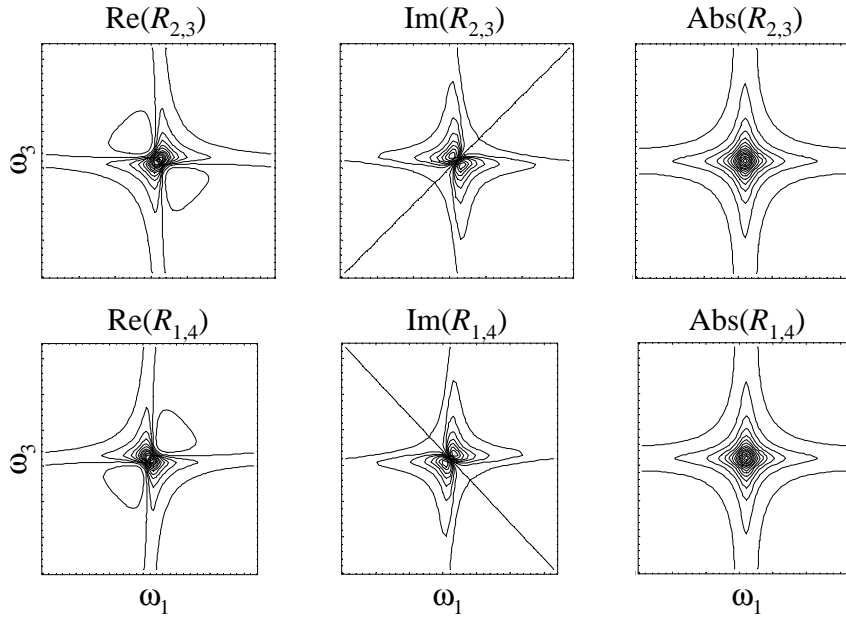 Re(R2,3) Im(R2,3) Abs(R2,3)
ω3
Re(R1,4) Im(R1,4) Abs(R1,4)
ω3
ω1 ω1 ω1